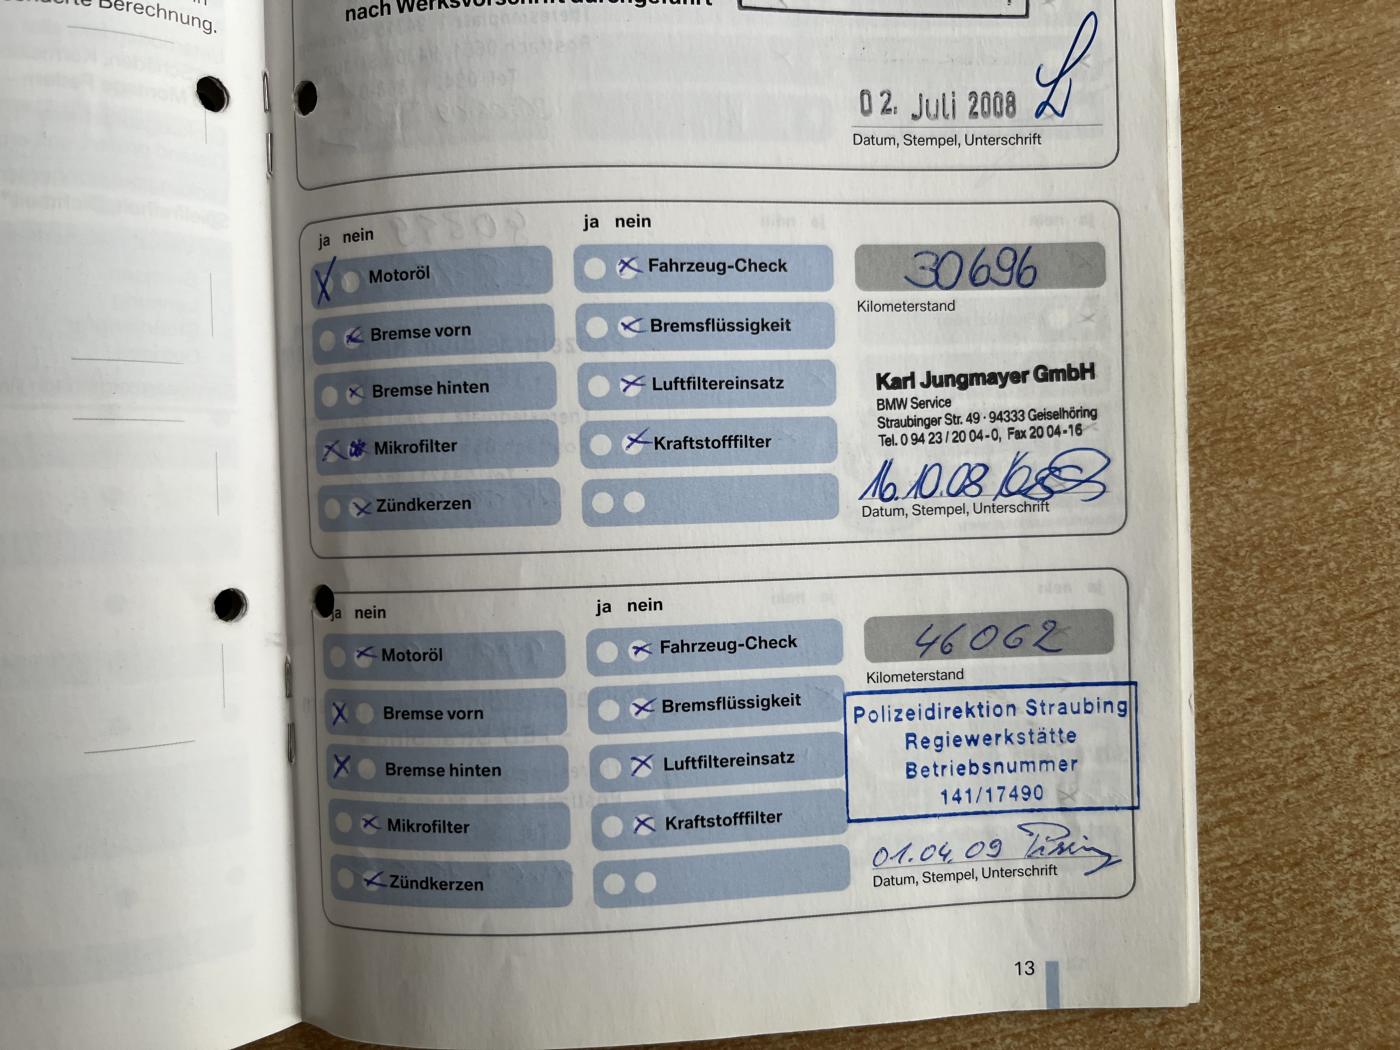 Berechnung.
nach Werksvorschrift durchgeführt
02. Juli 2008
Datum, Stempel, Unterschrift
ja nein
ja nein
Motoröl
Fahrzeug-Check
30696
Kilometerstand
Bremse vorn
Bremsflüssigkeit
Bremse hinten
Luftfiltereinsatz
Karl Jungmayer GmbH
BMW Service
Straubinger Str. 49 · 94333 Geiselhöring
Tel. 0 94 23 / 20 04-0, Fax 20 04-16
Mikrofilter
Kraftstofffilter
Zündkerzen
16.10.08
Datum, Stempel, Unterschrift
ja nein
ja nein
Motoröl
Fahrzeug-Check
46062
Kilometerstand
Bremse vorn
Bremsflüssigkeit
Polizeidirektion Straubing
Regiewerkstätte
Betriebsnummer
141/17490
Bremse hinten
Luftfiltereinsatz
Mikrofilter
Kraftstofffilter
Zündkerzen
01.04.09
Datum, Stempel, Unterschrift
13